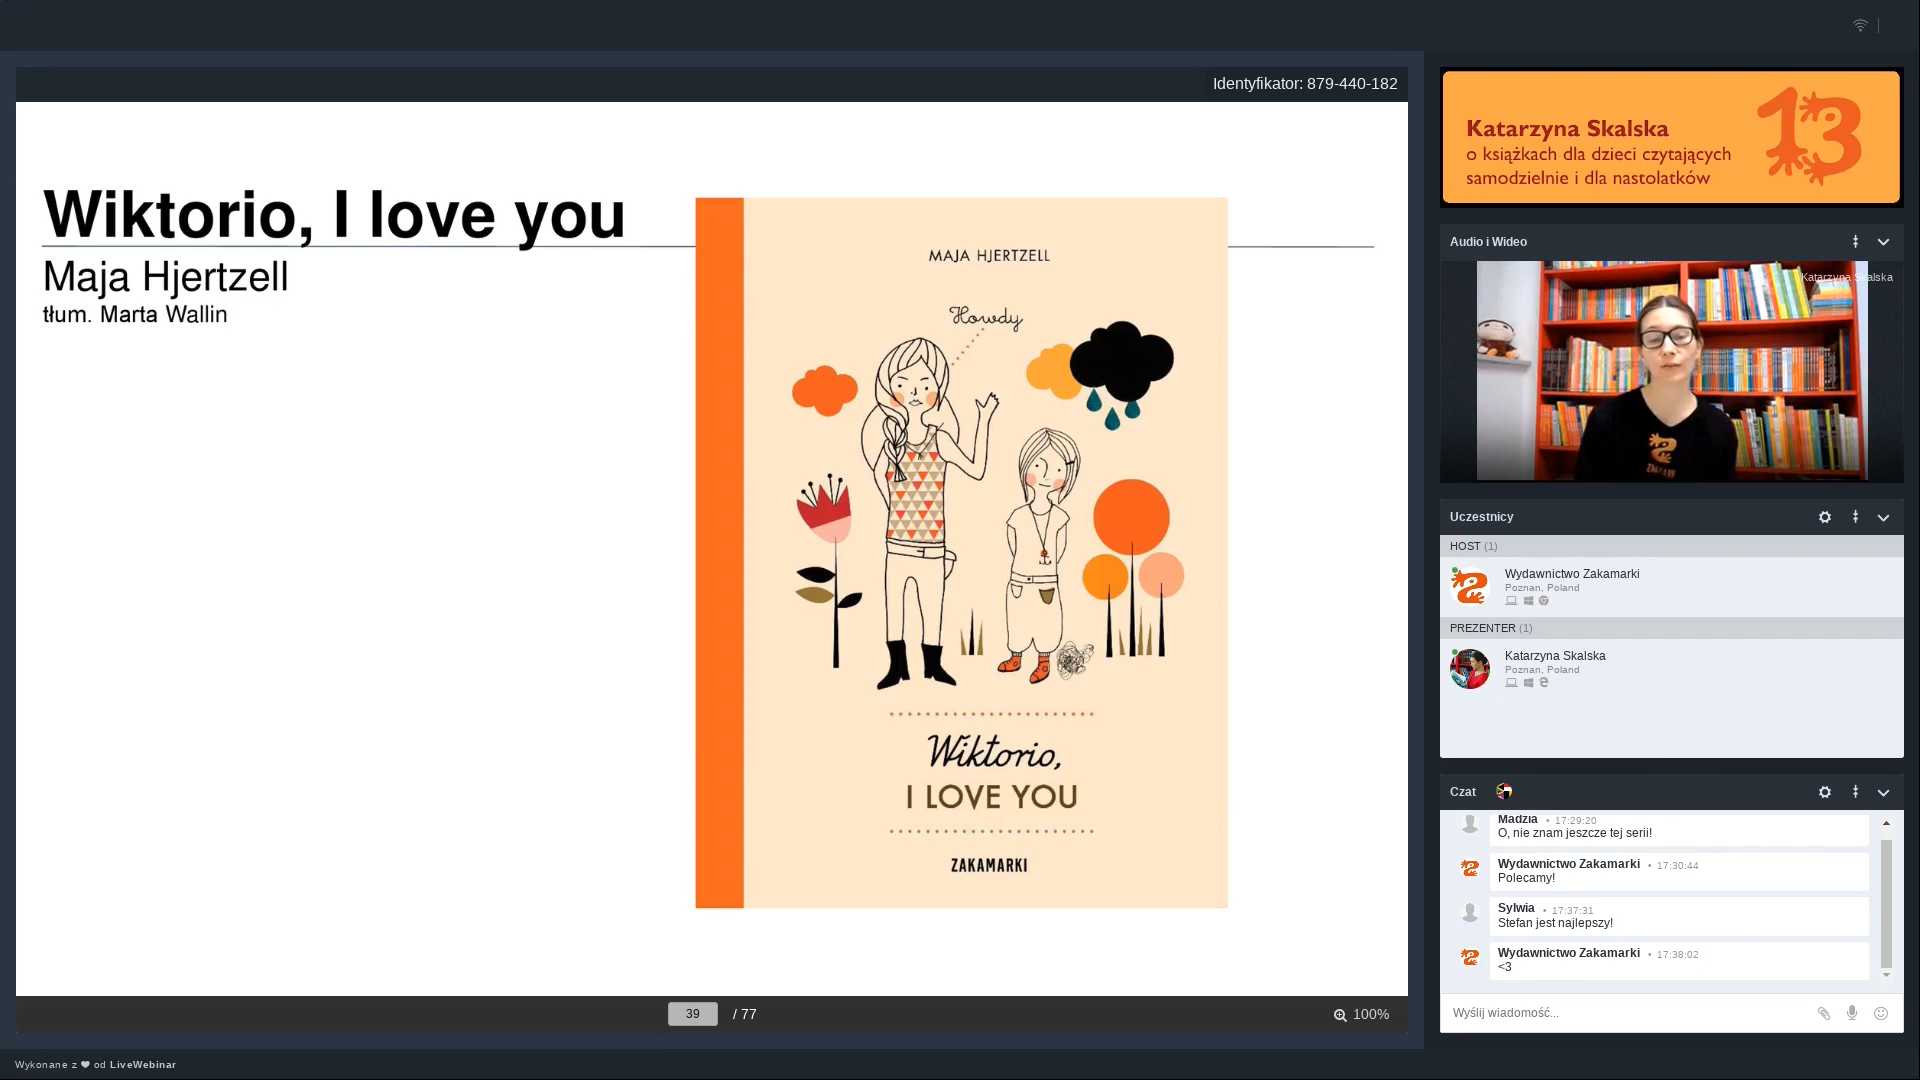 Identyfikator: 879-440-182
Wiktorio, I love you
Maja Hjertzell
tłum. Marta Wallin
MAJA HJERTZELL
Howdy
Wiktorio,
I LOVE YOU
ZAKAMARKI
39 / 77
100%
Katarzyna Skalska
o książkach dla dzieci czytających
samodzielnie i dla nastolatków
13
Audio i Wideo
Katarzyna Skalska
Uczestnicy
HOST (1)
Wydawnictwo Zakamarki
Poznan, Poland
PREZENTER (1)
Katarzyna Skalska
Poznan, Poland
Czat
Madzia • 17:29:20
O, nie znam jeszcze tej serii!
Wydawnictwo Zakamarki • 17:30:44
Polecamy!
Sylwia • 17:37:31
Stefan jest najlepszy!
Wydawnictwo Zakamarki • 17:38:02
<3
Wyślij wiadomość...
Wykonane z ❤ od LiveWebinar